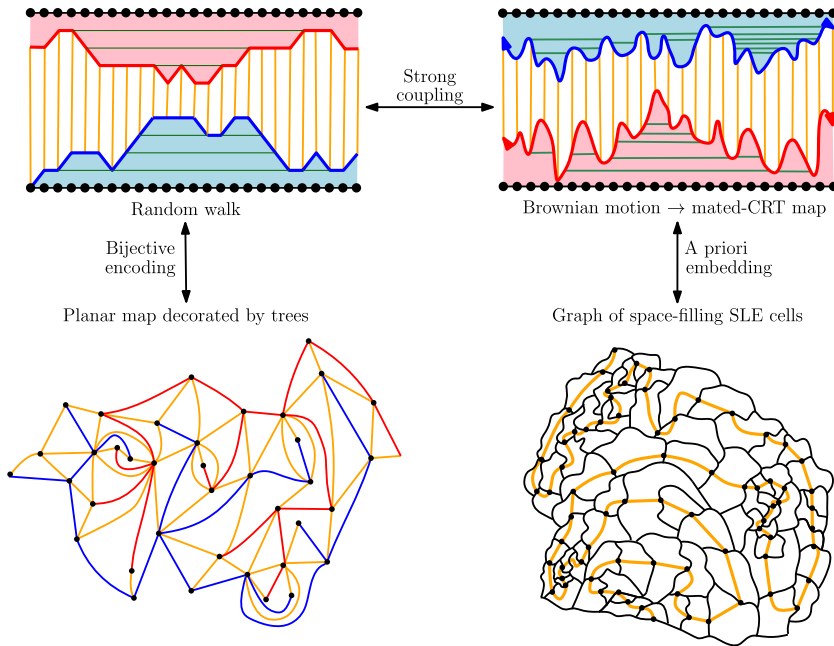 Strong
coupling
Random walk
Brownian motion → mated-CRT map
Bijective
encoding
A priori
embedding
Planar map decorated by trees
Graph of space-filling SLE cells